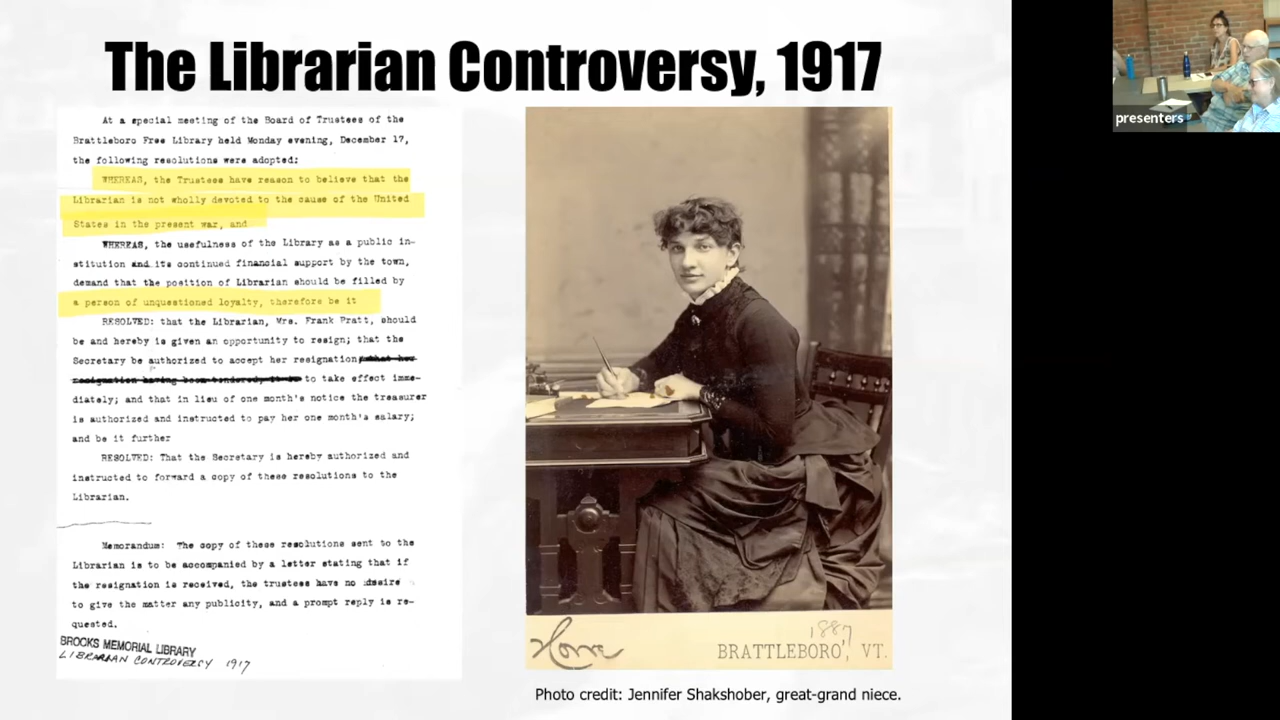 The Librarian Controversy, 1917
At a special meeting of the Board of Trustees of the
Brattleboro Free Library held Monday evening, December 17,
the following resolutions were adopted:
WHEREAS, the Trustees have reason to believe that the
Librarian is not wholly devoted to the cause of the United
States in the present war, and
WHEREAS, the usefulness of the Library as a public in-
stitution and its continued financial support by the town,
demand that the position of Librarian should be filled by
a person of unquestioned loyalty, therefore be it
RESOLVED: that the Librarian, Mrs. Frank Pratt, should
be and hereby is given an opportunity to resign; that the
Secretary be authorized to accept her resignation that her
resignation having been tendered, it is to take effect imme-
diately; and that in lieu of one month's notice the treasurer
is authorized and instructed to pay her one month's salary;
and be it further
RESOLVED: That the Secretary is hereby authorized and
instructed to forward a copy of these resolutions to the
Librarian.
Memorandum: The copy of these resolutions sent to the
Librarian is to be accompanied by a letter stating that if
the resignation is received, the trustees have no desire
to give the matter any publicity, and a prompt reply is re-
quested.
BROOKS MEMORIAL LIBRARY
LIBRARIAN CONTROVERSY 1917
1887
BRATTLEBORO, VT.
Photo credit: Jennifer Shakshober, great-grand niece.
presenters